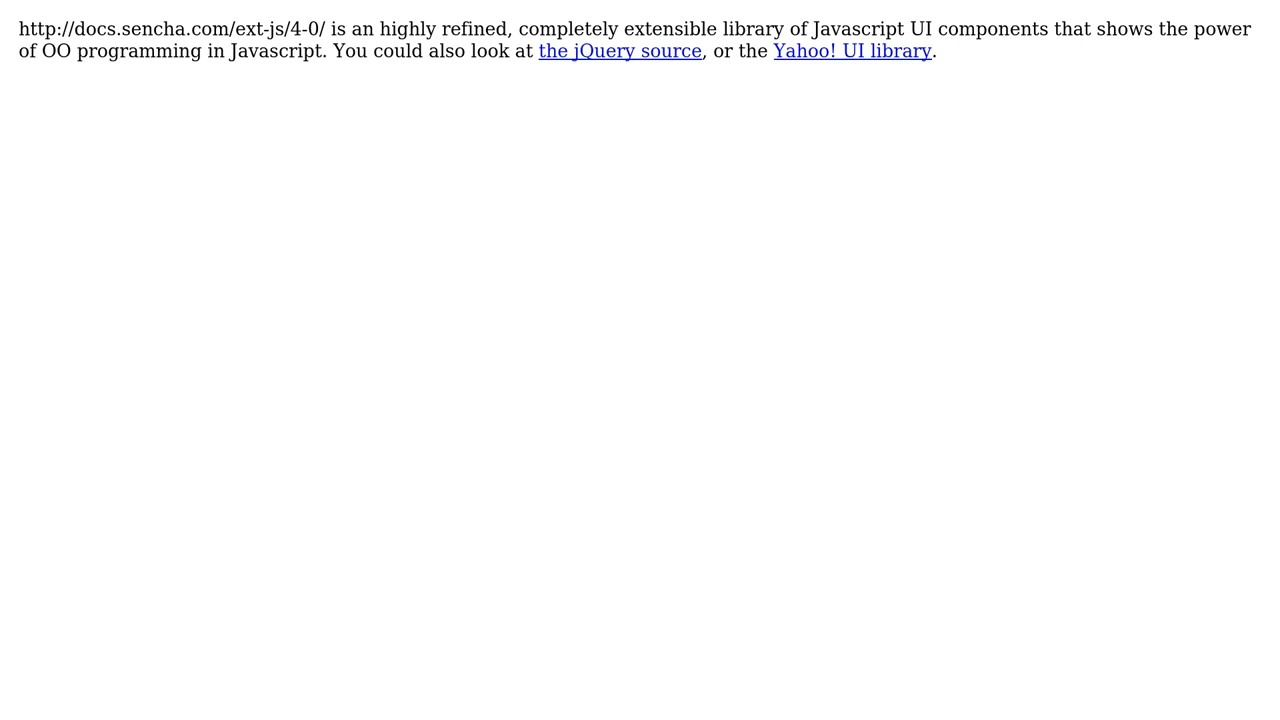 http://docs.sencha.com/ext-js/4-0/ is an highly refined, completely extensible library of Javascript UI components that shows the power
of OO programming in Javascript. You could also look at the jQuery source, or the Yahoo! UI library.